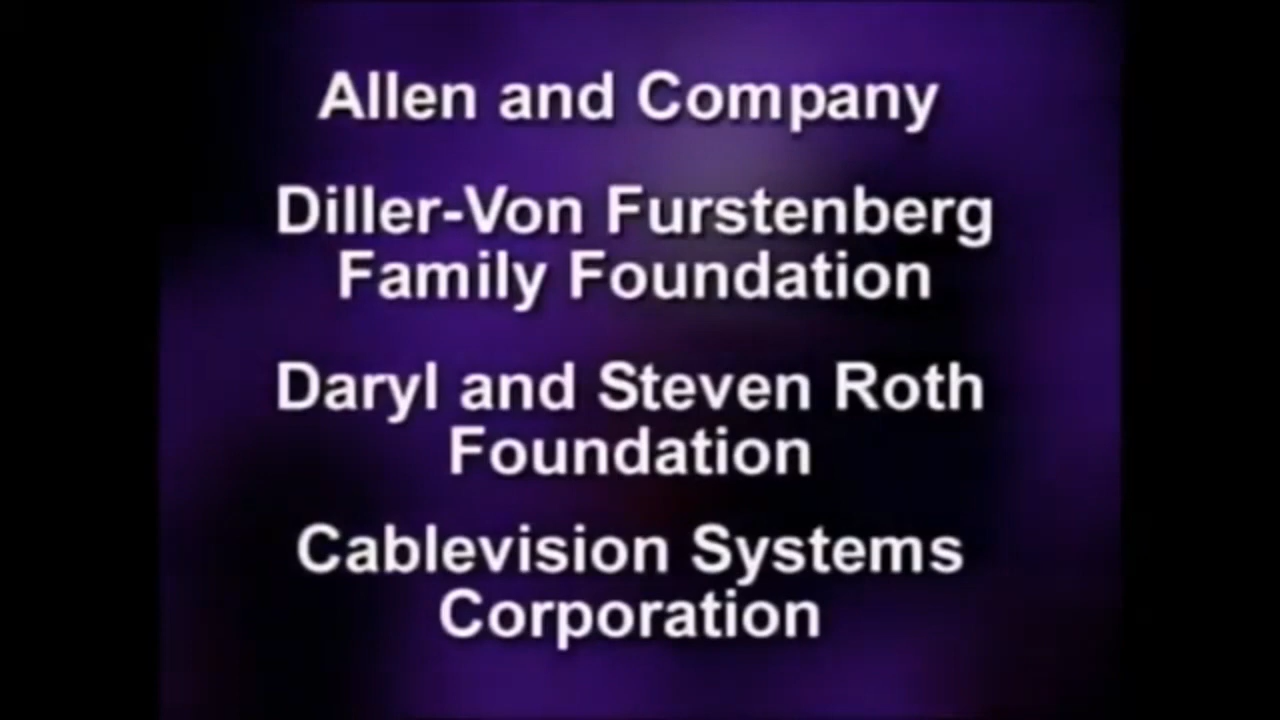 Allen and Company
Diller-Von Furstenberg
Family Foundation
Daryl and Steven Roth
Foundation
Cablevision Systems
Corporation